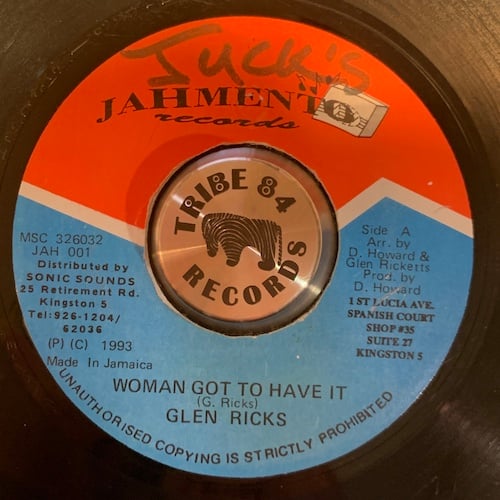 Juck's
JAHMENTO
records
TRIBE 84
RECORDS
MSC 326032
JAH 001
Distributed by
SONIC SOUNDS
25 Retirement Rd.
Kingston 5
Tel:926-1204/
62036
(P) (C) 1993
Made In Jamaica
Side A
Arr. by
D. Howard &
Glen Ricketts
Prod. by
D. Howard
1 ST LUCIA AVE.
SPANISH COURT
SHOP #35
SUITE 27
KINGSTON 5
WOMAN GOT TO HAVE IT
(G. Ricks)
GLEN RICKS
UNAUTHORISED COPYING IS STRICTLY PROHIBITED